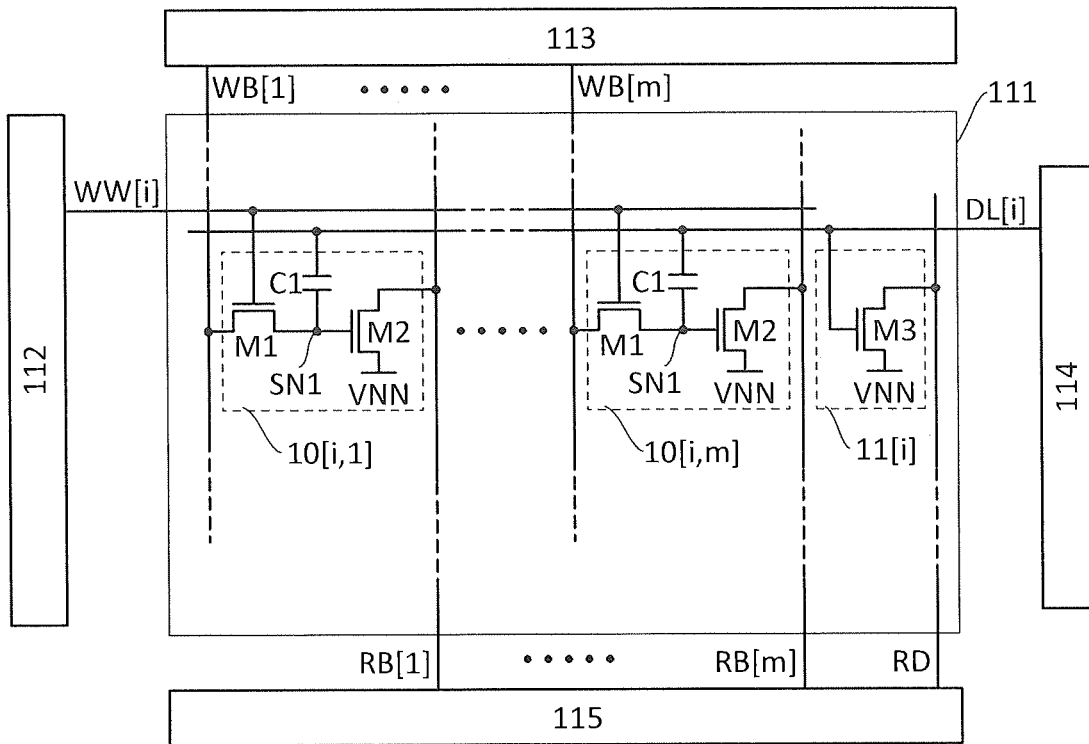 113
WB[1]
WB[m]
111
WW[i]
DL[i]
C1
C1
M1
M2
M1
M2
M3
SN1
VNN
SN1
VNN
VNN
112
114
10[i,1]
10[i,m]
11[i]
RB[1]
RB[m]
RD
115